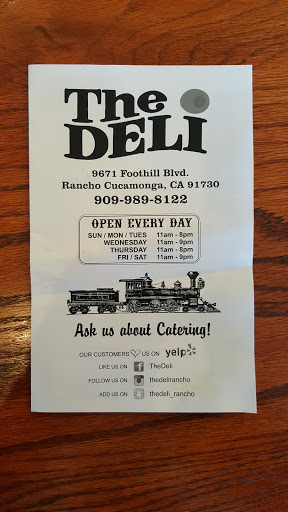 The
DELI
9671 Foothill Blvd.
Rancho Cucamonga, CA 91730
909-989-8122
OPEN EVERY DAY
SUN / MON / TUES 11am - 8pm
WEDNESDAY 11am - 9pm
THURSDAY 11am - 8pm
FRI / SAT 11am - 9pm
Ask us about Catering!
OUR CUSTOMERS US ON yelp
LIKE US ON TheDeli
FOLLOW US ON thedelirancho
ADD US ON thedeli_rancho